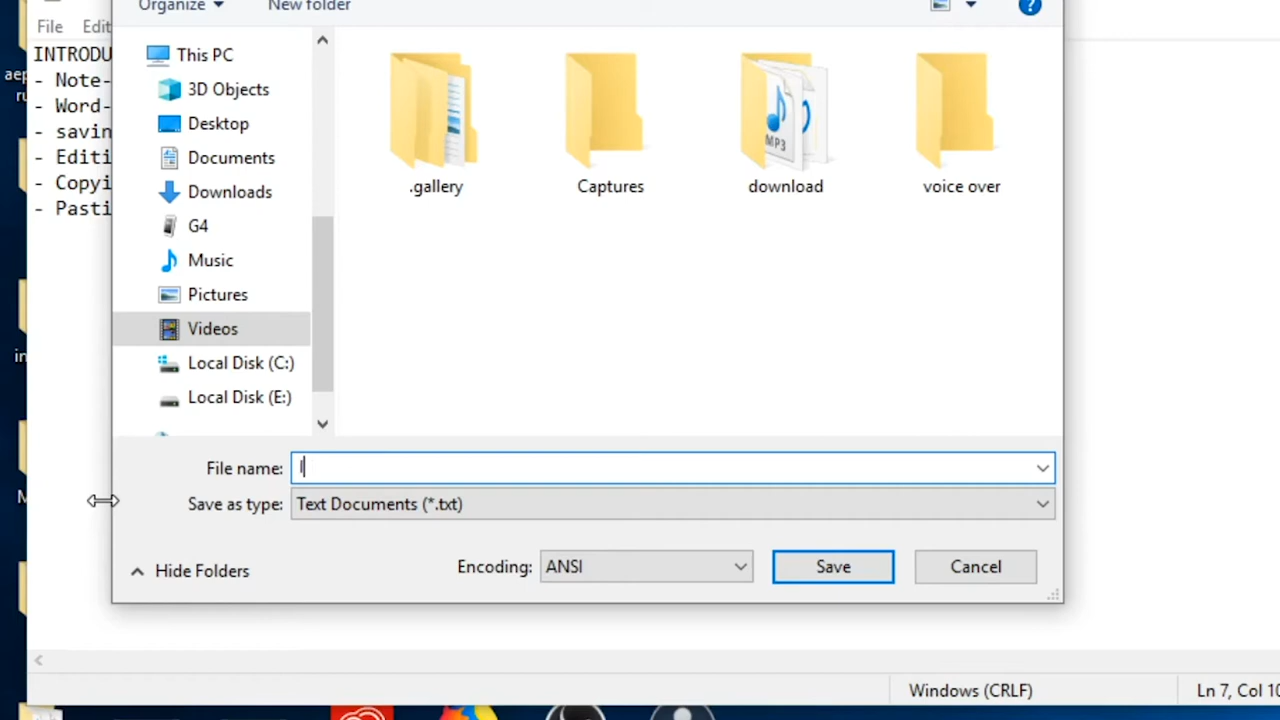 Organize New folder
File Edit
INTRODU
- Note-
- Word-
- savin
- Editi
- Copyi
- Pasti
This PC
3D Objects
Desktop
Documents
Downloads
G4
Music
Pictures
Videos
Local Disk (C:)
Local Disk (E:)
.gallery Captures download voice over
MP3
File name: I
Save as type: Text Documents (*.txt)
Hide Folders Encoding: ANSI Save Cancel
Windows (CRLF) Ln 7, Col 10